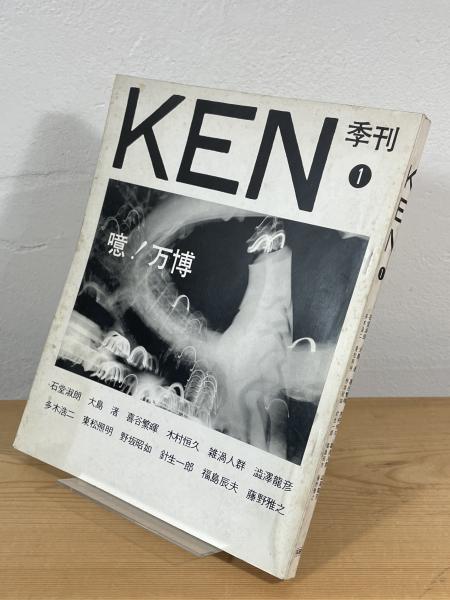 KEN
季刊
1
噫！万博
石堂淑朗 大島 渚 喜谷繁暉 木村恒久 雑渦人群 澁澤龍彦
多木浩二 東松照明 野坂昭如 針生一郎 福島辰夫 藤野雅之
KEN